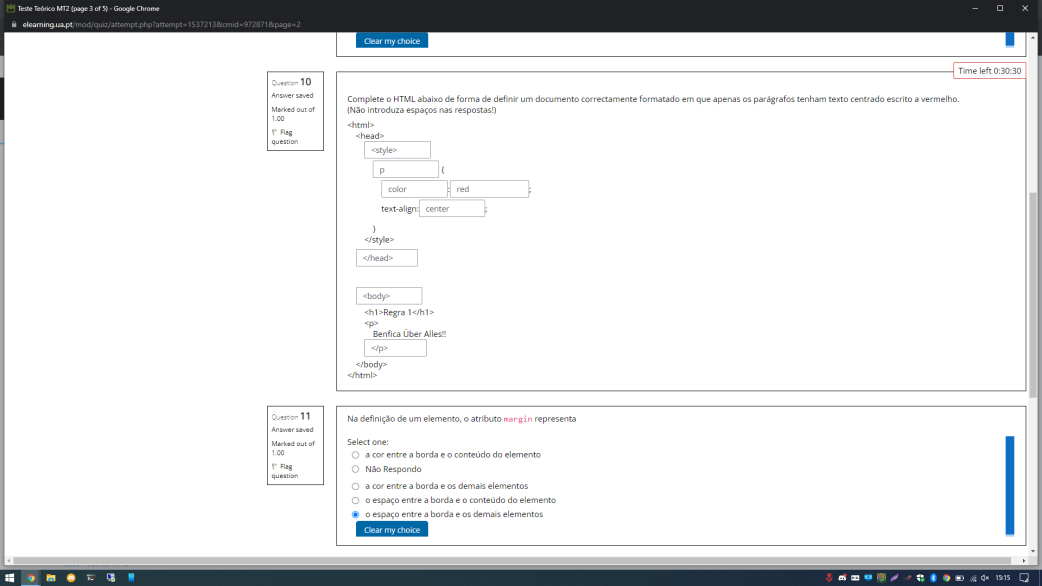 Teste Teórico MT2 (page 3 of 5) - Google Chrome
elearning.ua.pt/mod/quiz/attempt.php?attempt=1537213&cmid=972871&page=2
Clear my choice
Time left 0:30:30
Question 10
Answer saved
Marked out of
1.00
Flag
question
Complete o HTML abaixo de forma de definir um documento correctamente formatado em que apenas os parágrafos tenham texto centrado escrito a vermelho.
(Não introduza espaços nas respostas!)
<html>
<head>
<style>
p {
color : red ;
text-align: center ;
}
</style>
</head>
<body>
<h1>Regra 1</h1>
<p>
Benfica Über Alles!!
</p>
</body>
</html>
Question 11
Answer saved
Marked out of
1.00
Flag
question
Na definição de um elemento, o atributo margin representa
Select one:
a cor entre a borda e o conteúdo do elemento
Não Respondo
a cor entre a borda e os demais elementos
o espaço entre a borda e o conteúdo do elemento
o espaço entre a borda e os demais elementos
Clear my choice
15:15